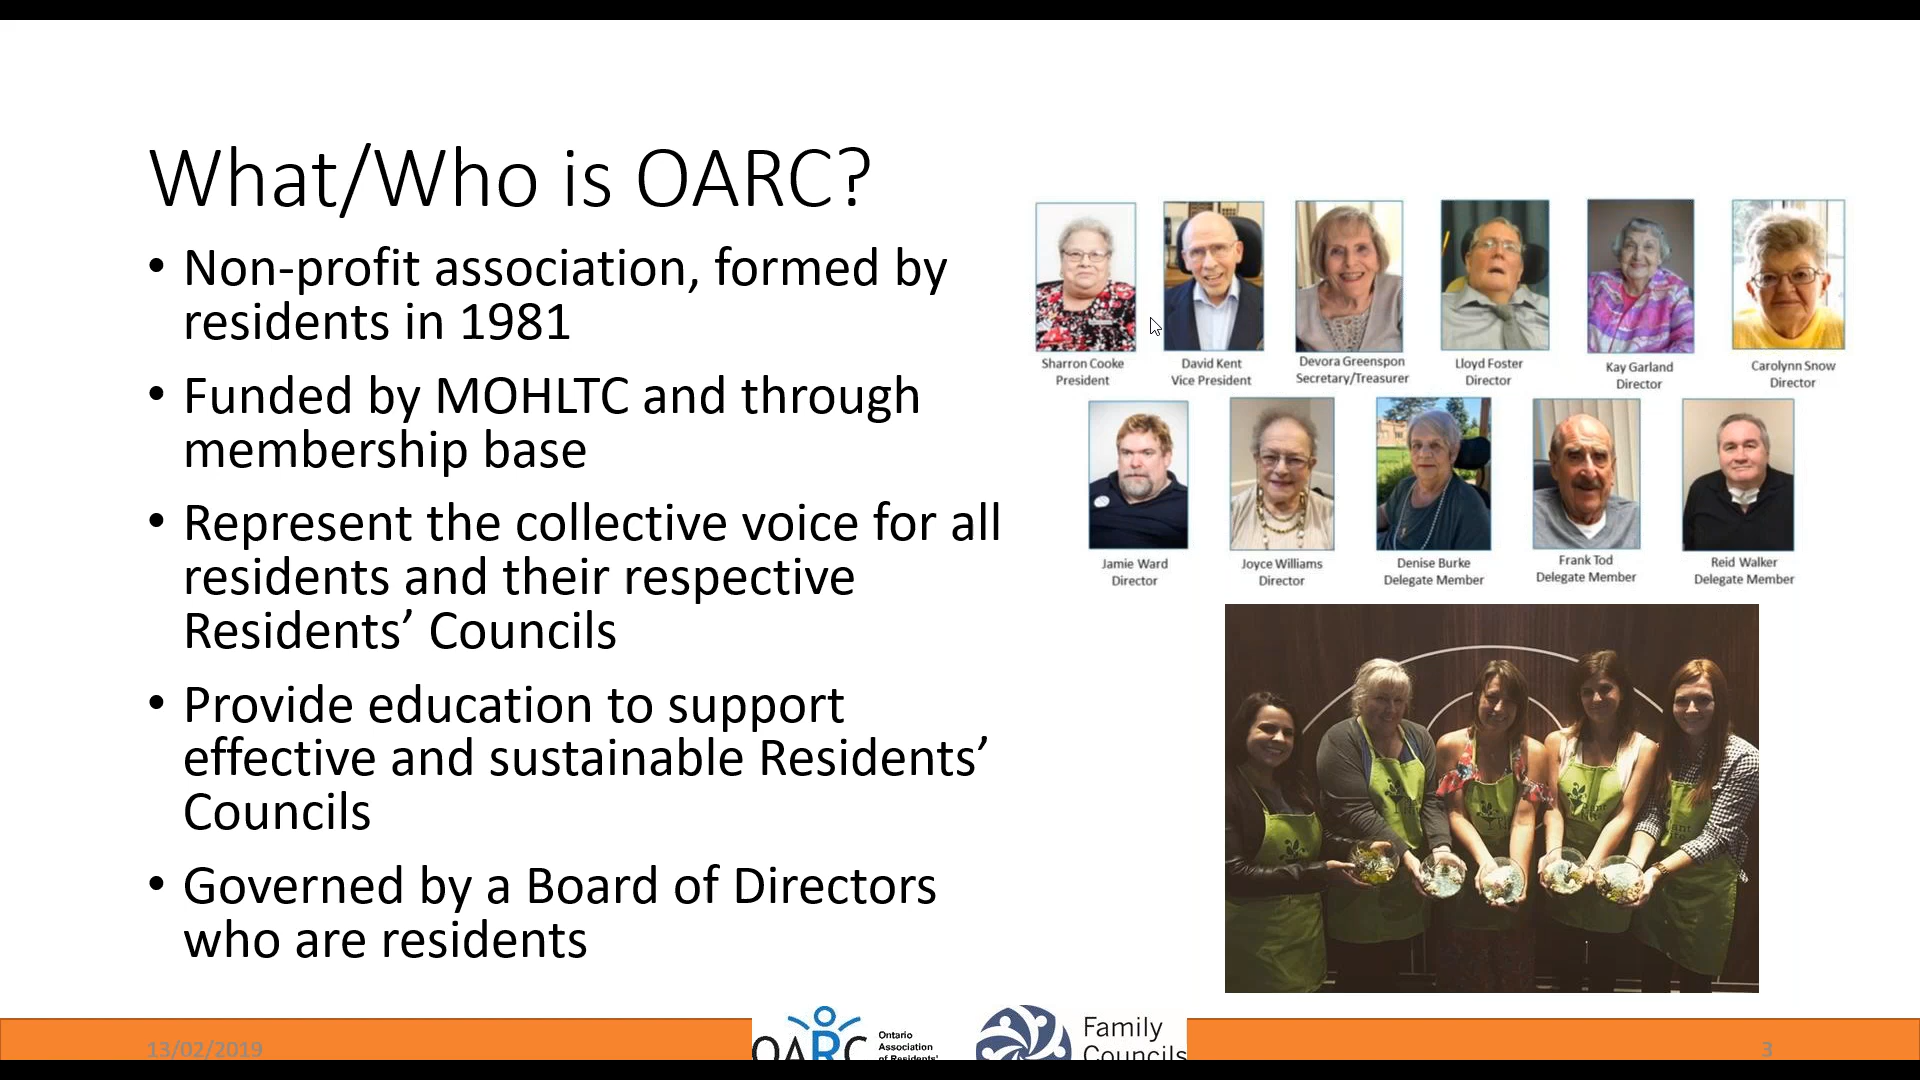 What/Who is OARC?
• Non-profit association, formed by
residents in 1981
• Funded by MOHLTC and through
membership base
• Represent the collective voice for all
residents and their respective
Residents’ Councils
• Provide education to support
effective and sustainable Residents’
Councils
• Governed by a Board of Directors
who are residents
Sharron Cooke
President
David Kent
Vice President
Devora Greenspon
Secretary/Treasurer
Lloyd Foster
Director
Kay Garland
Director
Carolynn Snow
Director
Jamie Ward
Director
Joyce Williams
Director
Denise Burke
Delegate Member
Frank Tod
Delegate Member
Reid Walker
Delegate Member
13/02/2019
OARC
Ontario
Association
of Residents'
Family
Councils
3